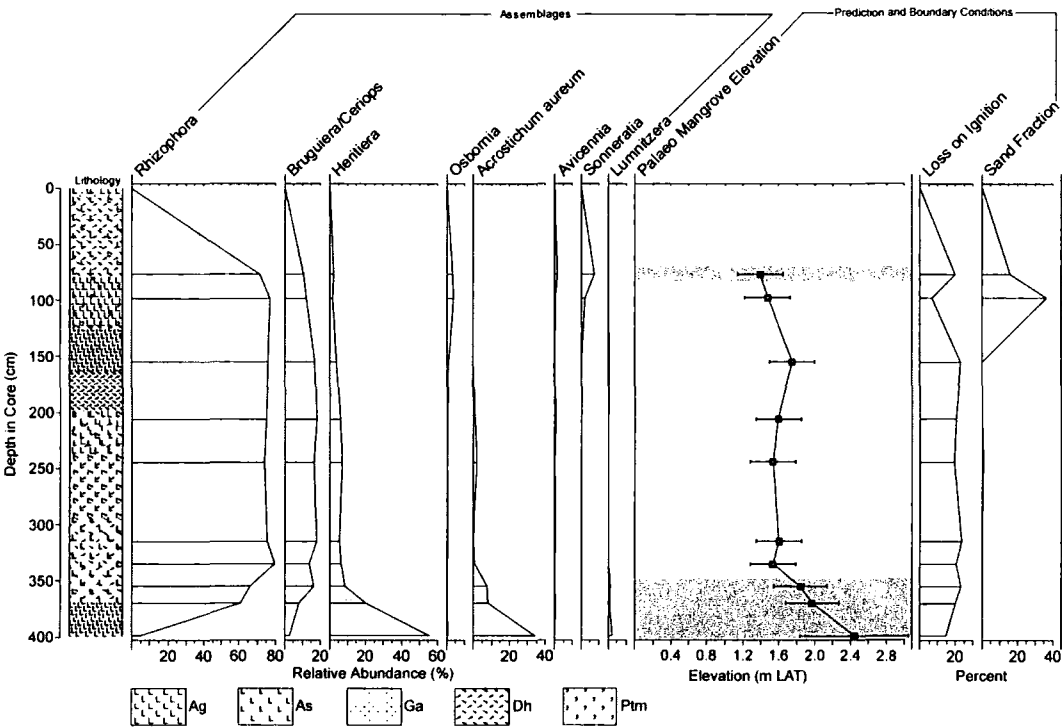 Assemblages
Prediction and Boundary Conditions
Rhizophora
Bruguiera/Ceriops
Heritiera
Osbornia
Acrostichum aureum
Avicennia
Sonneratia
Lumnitzera
Palaeo Mangrove Elevation
Loss on Ignition
Sand Fraction
Lithology
Depth in Core (cm)
0
50
100
150
200
250
300
350
400
20 40 60 80 20 20 40 60 20 40 0.4 0.8 1.2 1.6 2.0 2.4 2.8 20 20 40
Relative Abundance (%) Elevation (m LAT) Percent
Ag As Ga Dh Ptm